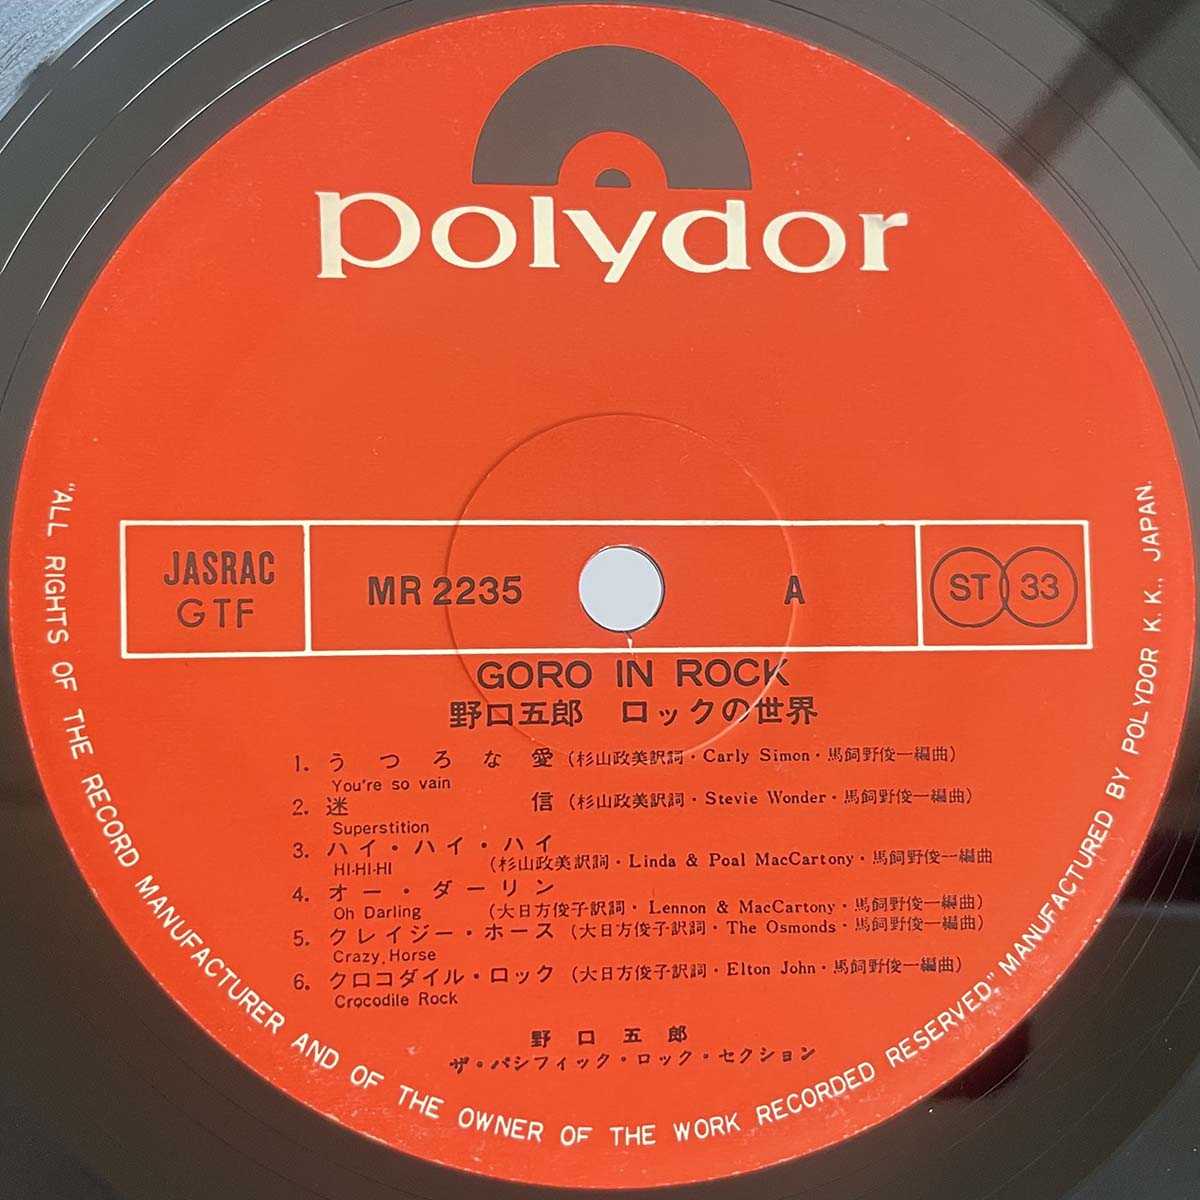 polydor
JASRAC
GTF
MR 2235
A
ST 33
GORO IN ROCK
野口五郎 ロックの世界
1. うつろな愛 (杉山政美訳詞・Carly Simon・馬飼野俊一編曲)
You're so vain
2. 迷信 (杉山政美訳詞・Stevie Wonder・馬飼野俊一編曲)
Superstition
3. ハイ・ハイ・ハイ
HI-HI-HI (杉山政美訳詞・Linda & Poal MacCartony・馬飼野俊一編曲
4. オー・ダーリン
Oh Darling (大日方俊子訳詞・Lennon & MacCartony・馬飼野俊一編曲)
5. クレイジー・ホース (大日方俊子訳詞・The Osmonds・馬飼野俊一編曲)
Crazy, Horse
6. クロコダイル・ロック (大日方俊子訳詞・Elton John・馬飼野俊一編曲)
Crocodile Rock
野口五郎
ザ・パシフィック・ロック・セクション
"ALL RIGHTS OF THE RECORD MANUFACTURER AND OF THE OWNER OF THE WORK RECORDED RESERVED," MANUFACTURED BY POLYDOR K.K., JAPAN.